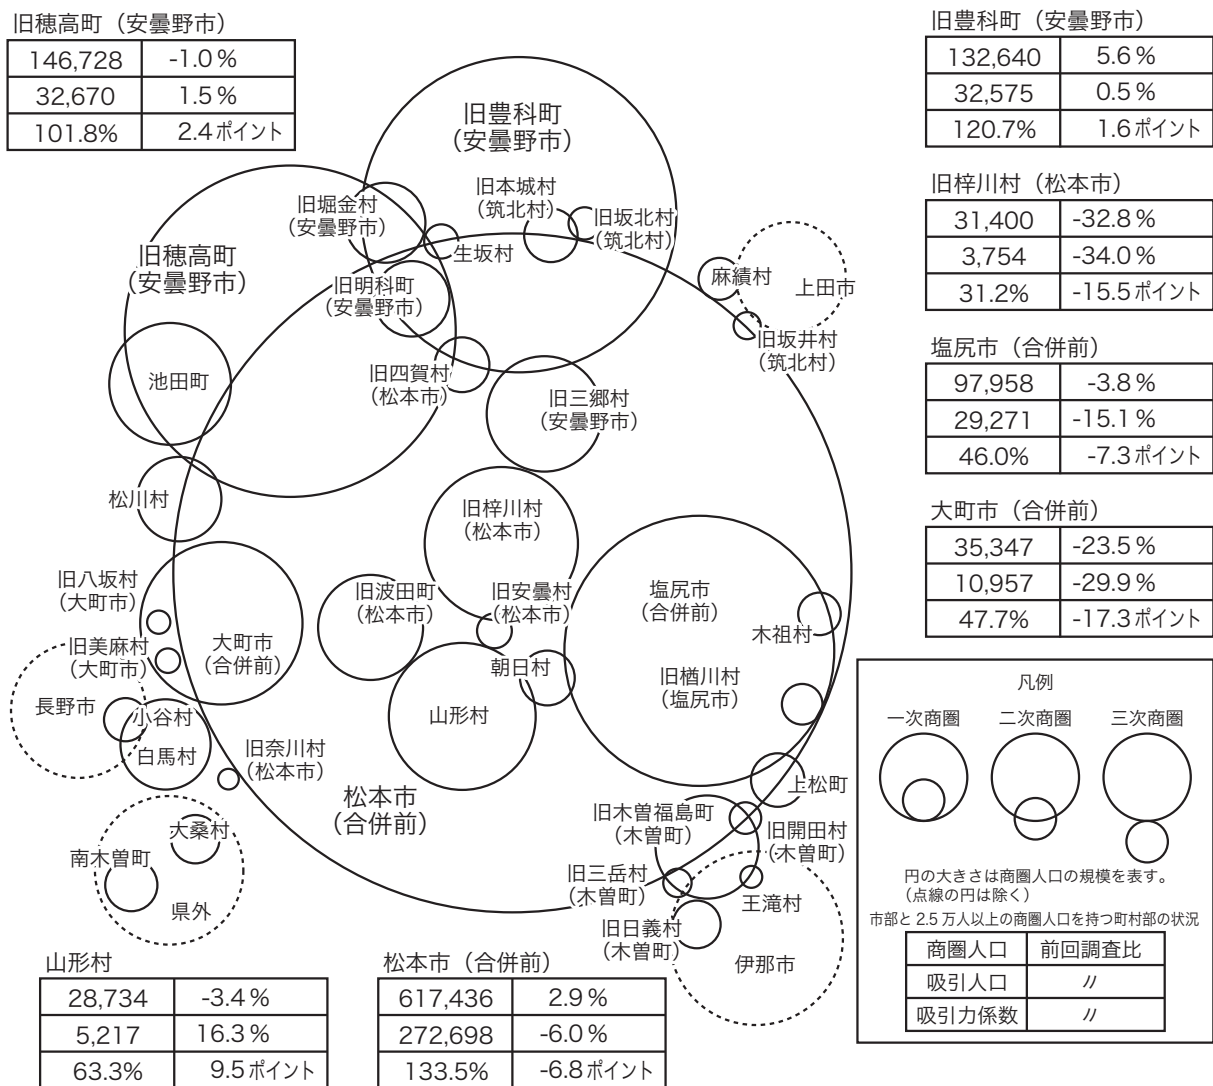 旧穂高町（安曇野市）
146,728 -1.0％
32,670 1.5％
101.8% 2.4ポイント
旧豊科町（安曇野市）
132,640 5.6％
32,575 0.5％
120.7% 1.6ポイント
旧梓川村（松本市）
31,400 -32.8％
3,754 -34.0％
31.2% -15.5ポイント
塩尻市（合併前）
97,958 -3.8％
29,271 -15.1％
46.0% -7.3ポイント
大町市（合併前）
35,347 -23.5％
10,957 -29.9％
47.7% -17.3ポイント
旧豊科町
（安曇野市）
旧堀金村
（安曇野市）
旧本城村
（筑北村）
旧坂北村
（筑北村）
生坂村
旧穂高町
（安曇野市）
旧明科町
（安曇野市）
麻績村
上田市
旧坂井村
（筑北村）
池田町
旧四賀村
（松本市）
旧三郷村
（安曇野市）
松川村
旧梓川村
（松本市）
旧八坂村
（大町市）
旧波田町
（松本市）
旧安曇村
（松本市）
塩尻市
（合併前）
木祖村
大町市
（合併前）
旧美麻村
（大町市）
朝日村
旧楢川村
（塩尻市）
長野市
小谷村
白馬村
山形村
旧奈川村
（松本市）
松本市
（合併前）
上松町
旧木曽福島町
（木曽町）
旧開田村
（木曽町）
大桑村
南木曽町
県外
旧三岳村
（木曽町）
王滝村
旧日義村
（木曽町）
伊那市
凡例
一次商圏 二次商圏 三次商圏
円の大きさは商圏人口の規模を表す。
（点線の円は除く）
市部と2.5万人以上の商圏人口を持つ町村部の状況
商圏人口 前回調査比
吸引人口 〃
吸引力係数 〃
山形村
28,734 -3.4％
5,217 16.3％
63.3% 9.5ポイント
松本市（合併前）
617,436 2.9％
272,698 -6.0％
133.5% -6.8ポイント